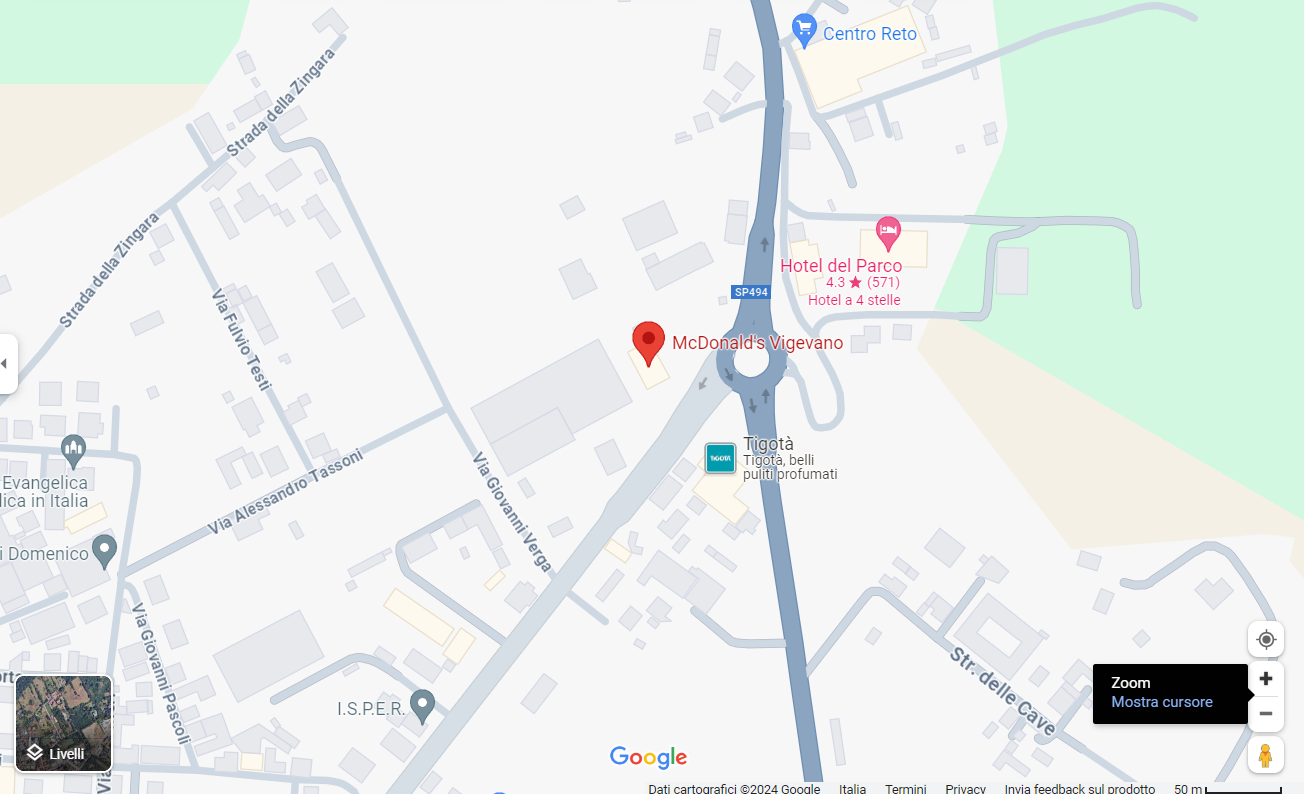 Centro Reto
Strada della Zingara
Strada della Zingara
Hotel del Parco
4.3 ★ (571)
Hotel a 4 stelle
SP494
Via Fulvio Testi
McDonald's Vigevano
Tigotà
Tigotà, belli
puliti profumati
TIGOTÀ
Evangelica
lica in Italia
Via Alessandro Tassoni
Via Giovanni Verga
i Domenico
Via Giovanni Pascoli
Str. delle Cave
Zoom
Mostra cursore
I.S.P.E.R.
Livelli
Google
Dati cartografici ©2024 Google Italia Termini Privacy Invia feedback sul prodotto 50 m